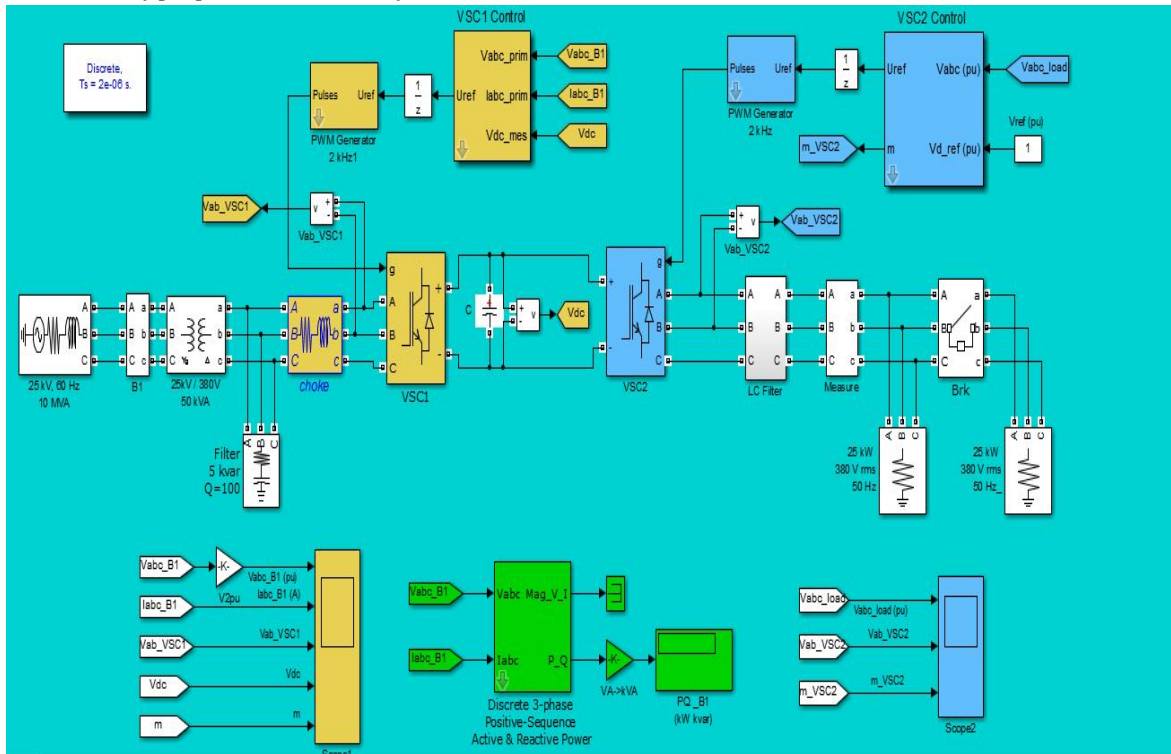 VSC1 Control
VSC2 Control
Discrete,
Ts = 2e-06 s.
Pulses Uref
PWM Generator
2 kHz1
1
z
Uref
Vabc_prim
Iabc_prim
Vdc_mes
Vabc_B1
Iabc_B1
Vdc
Pulses Uref
PWM Generator
2 kHz
1
z
Uref
m
Vabc (pu)
Vd_ref (pu)
Vabc_load
Vref (pu)
1
m_VSC2
Vab_VSC1
v + -
Vab_VSC1
+ - v
Vab_VSC2
Vab_VSC2
A B C
25 kV, 60 Hz
10 MVA
A a
B b
C c
B1
A a
B b
C c
Yg Δ
25kV / 380V
50 kVA
A a
B b
C c
choke
g
A
B
C
+
-
VSC1
C
+
+ - v
Vdc
g
+
-
A
B
C
VSC2
A A
B B
C C
LC Filter
A a
B b
C c
Measure
A a
B b
C c
Brk
A B C
Filter
5 kvar
Q=100
A B C
25 kW
380 V rms
50 Hz
A B C
25 kW
380 V rms
50 Hz_
Vabc_B1
-K-
V2pu
Vabc_B1 (pu)
Iabc_B1
Iabc_B1 (A)
Vab_VSC1
Vab_VSC1
Vdc
Vdc
m
m
Scope1
Vabc_B1
Iabc_B1
Vabc Mag_V_I
Iabc P_Q
Discrete 3-phase
Positive-Sequence
Active & Reactive Power
-K-
VA->kVA
PQ_B1
(kW kvar)
Vabc_load
Vabc_load (pu)
Vab_VSC2
Vab_VSC2
m_VSC2
m_VSC2
Scope2